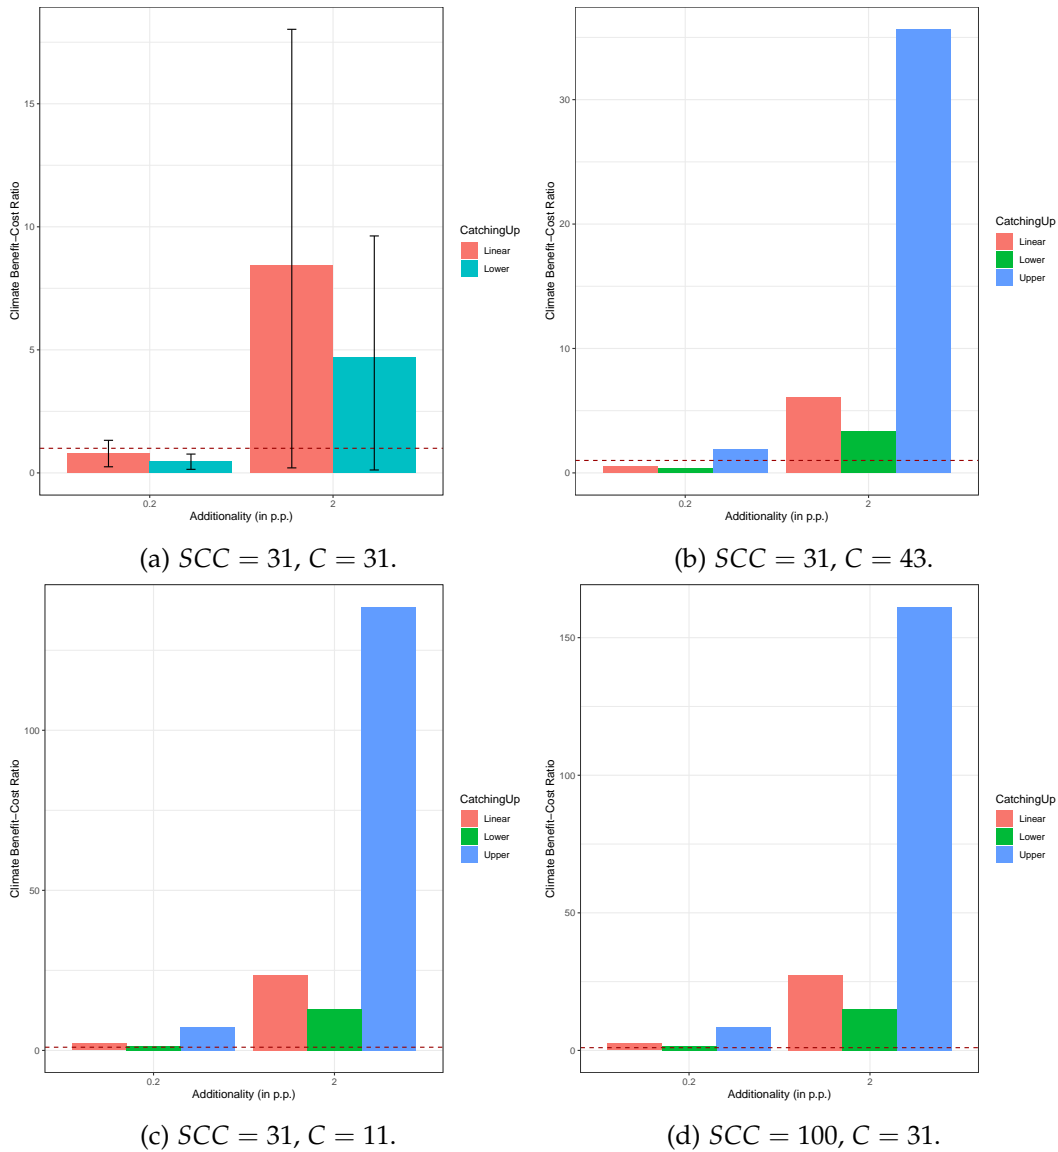 Climate Benefit−Cost Ratio
15
10
5
0
0.2
2
Additionality (in p.p.)
CatchingUp
Linear
Lower
(a) SCC = 31, C = 31.
Climate Benefit−Cost Ratio
30
20
10
0
0.2
2
Additionality (in p.p.)
CatchingUp
Linear
Lower
Upper
(b) SCC = 31, C = 43.
Climate Benefit−Cost Ratio
100
50
0
0.2
2
Additionality (in p.p.)
CatchingUp
Linear
Lower
Upper
(c) SCC = 31, C = 11.
Climate Benefit−Cost Ratio
150
100
50
0
0.2
2
Additionality (in p.p.)
CatchingUp
Linear
Lower
Upper
(d) SCC = 100, C = 31.